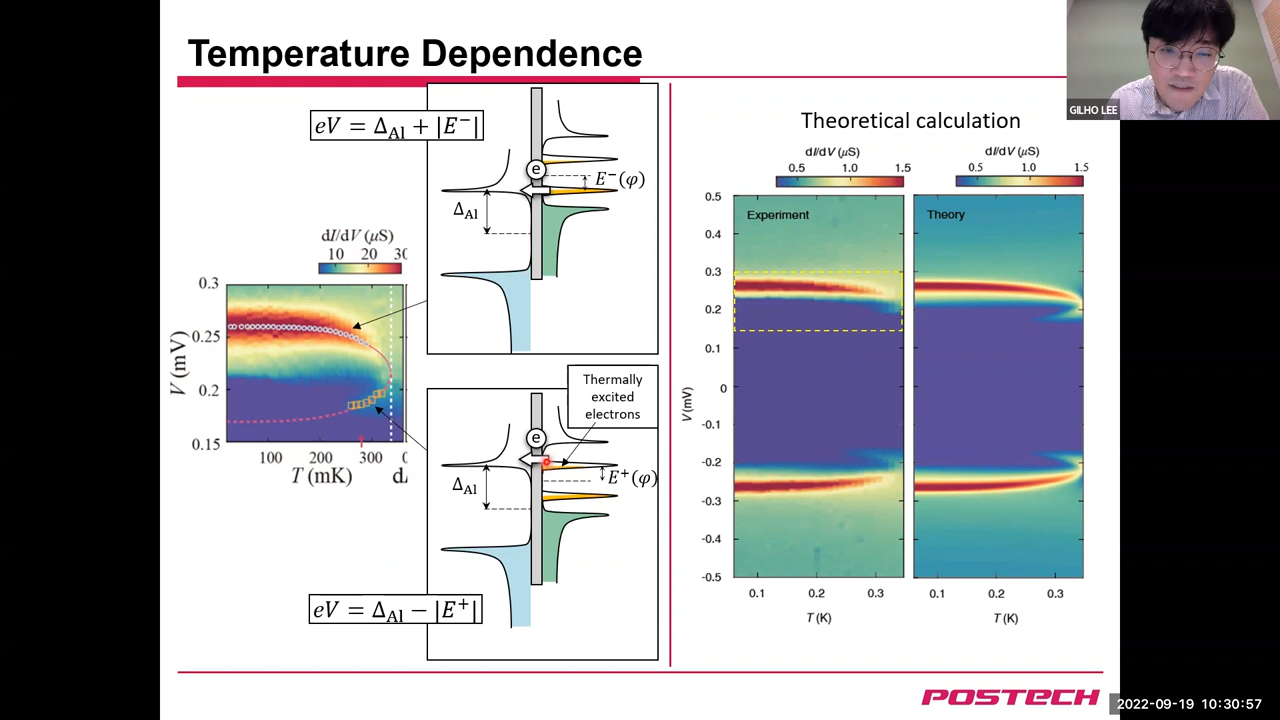 Temperature Dependence
GILHO LEE
eV = Δ_Al + |E⁻|
e
E⁻(φ)
Δ_Al
dI/dV (μS)
10 20 30
0.3
0.25
0.2
0.15
V (mV)
100 200 300
T (mK)
Thermally
excited
electrons
e
E⁺(φ)
Δ_Al
eV = Δ_Al − |E⁺|
Theoretical calculation
dI/dV (μS)
0.5 1.0 1.5
dI/dV (μS)
0.5 1.0 1.5
Experiment
Theory
0.5
0.4
0.3
0.2
0.1
0
-0.1
-0.2
-0.3
-0.4
-0.5
V (mV)
0.1 0.2 0.3
T (K)
0.1 0.2 0.3
T (K)
POSTECH
2022-09-19 10:30:57